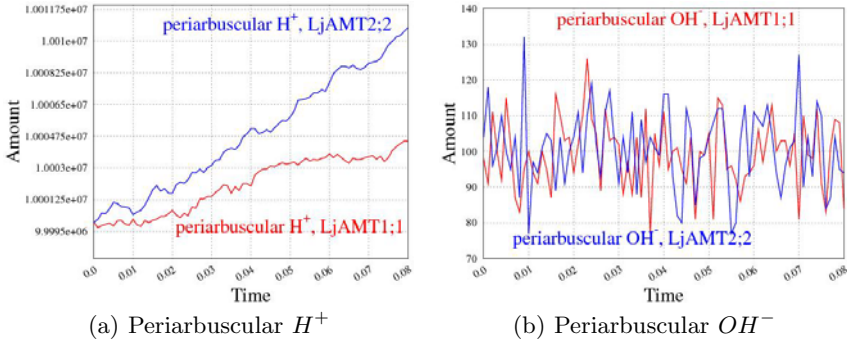 1.001175e+07
1.001e+07
1.000825e+07
1.00065e+07
1.000475e+07
1.0003e+07
1.000125e+07
9.9995e+06
Amount
periarbuscular H+, LjAMT2;2
periarbuscular H+, LjAMT1;1
0.0 0.01 0.02 0.03 0.04 0.05 0.06 0.07 0.08
Time
(a) Periarbuscular H+
140
130
120
110
100
90
80
70
Amount
periarbuscular OH-, LjAMT1;1
periarbuscular OH-, LjAMT2;2
0.0 0.01 0.02 0.03 0.04 0.05 0.06 0.07 0.08
Time
(b) Periarbuscular OH−